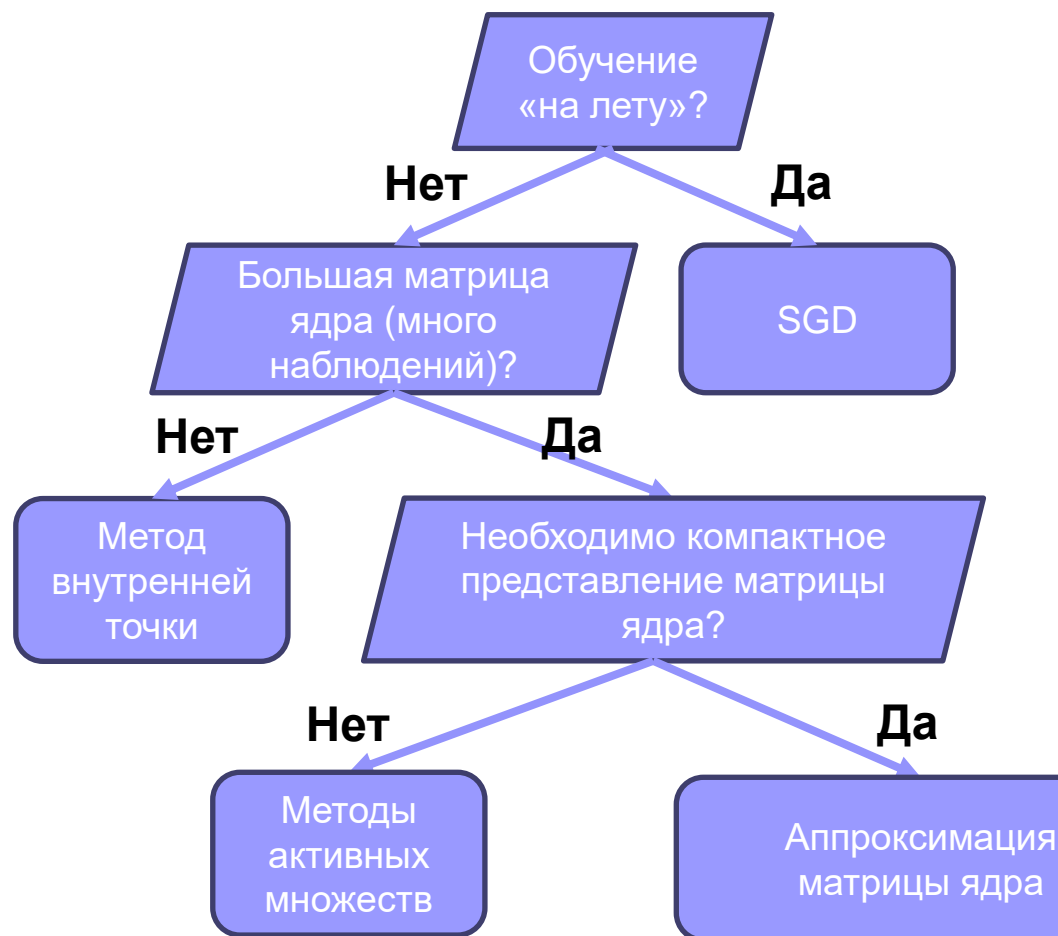 Обучение
«на лету»?
Нет
Да
Большая матрица
ядра (много
наблюдений)?
SGD
Нет
Да
Метод
внутренней
точки
Необходимо компактное
представление матрицы
ядра?
Нет
Да
Методы
активных
множеств
Аппроксимация
матрицы ядра